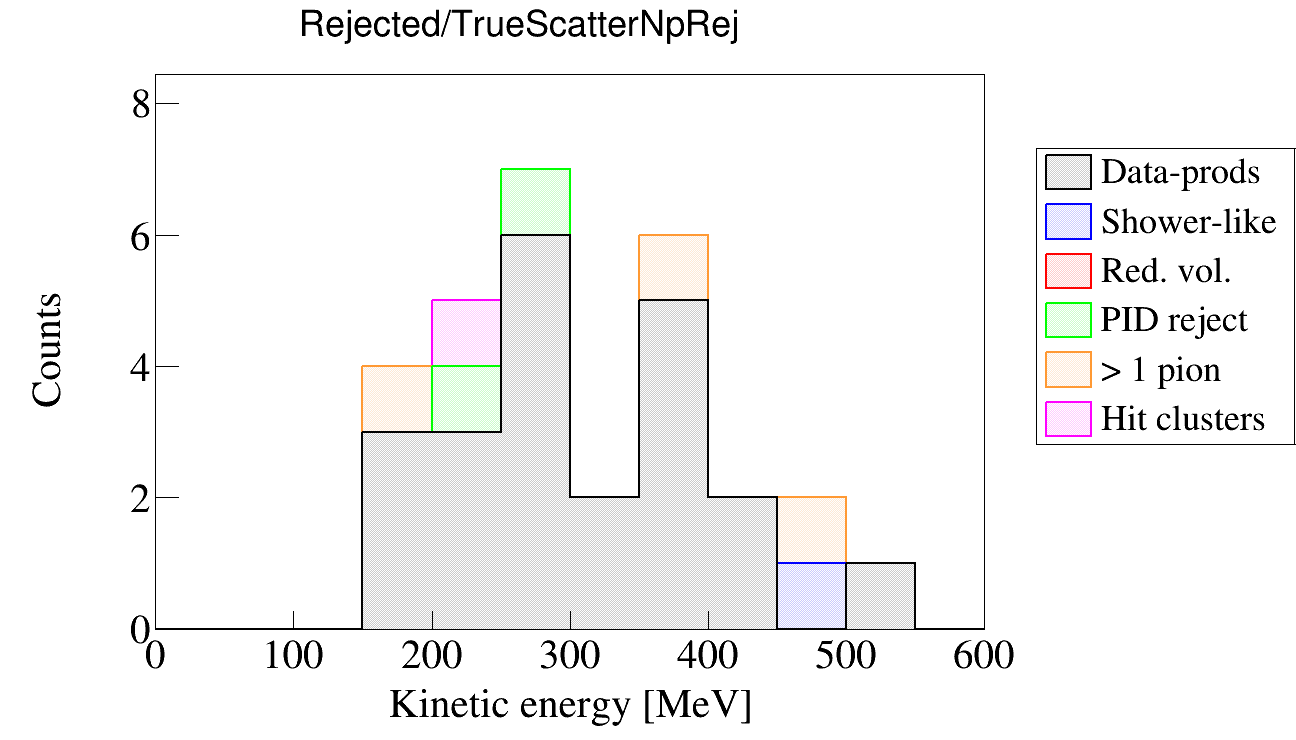 Rejected/TrueScatterNpRej
8
6
4
2
0
Counts
0 100 200 300 400 500 600
Kinetic energy [MeV]
Data-prods
Shower-like
Red. vol.
PID reject
> 1 pion
Hit clusters